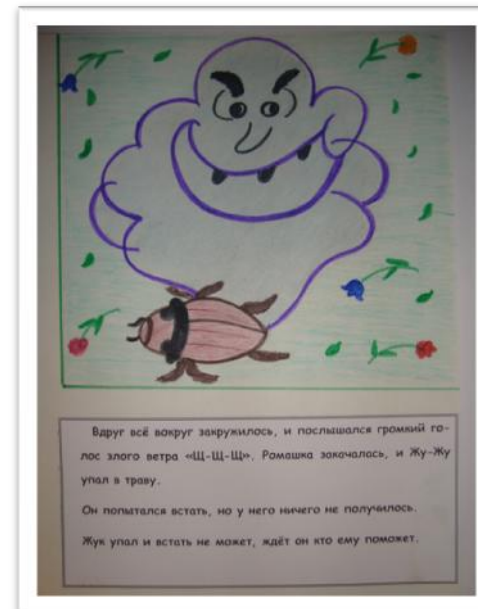 Вдруг всё вокруг закружилось, и послышался громкий го-
лос злого ветра «Щ-Щ-Щ». Ромашка закачалась, и Жу-Жу
упал в траву.
Он попытался встать, но у него ничего не получилось.
Жук упал и встать не может, ждёт он кто ему поможет.